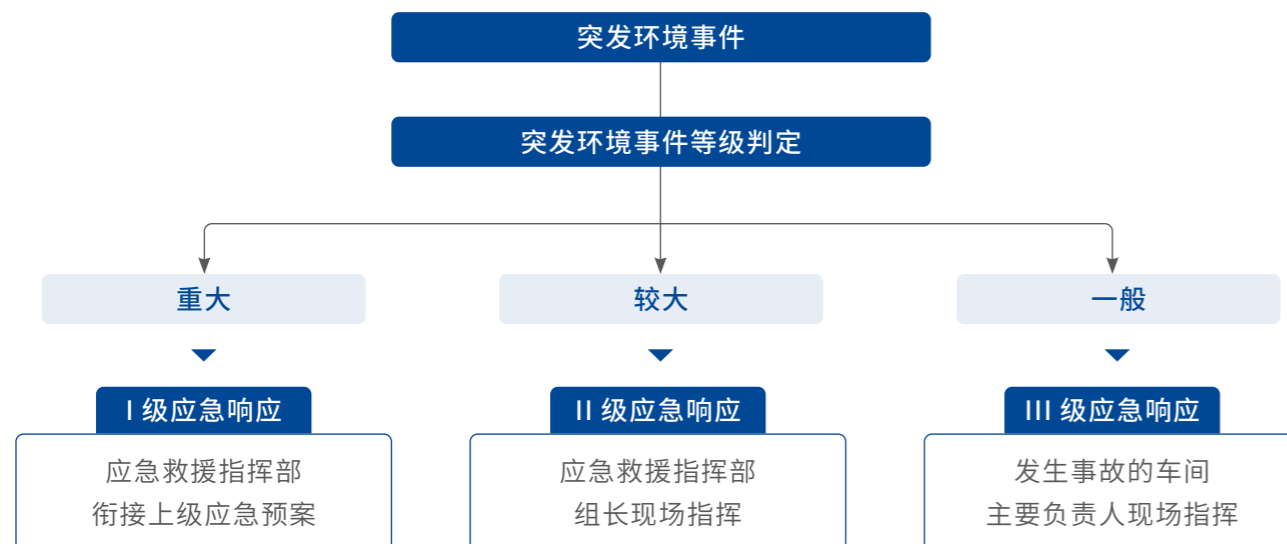 突发环境事件
突发环境事件等级判定
重大
较大
一般
I 级应急响应
应急救援指挥部
衔接上级应急预案
II 级应急响应
应急救援指挥部
组长现场指挥
III 级应急响应
发生事故的车间
主要负责人现场指挥